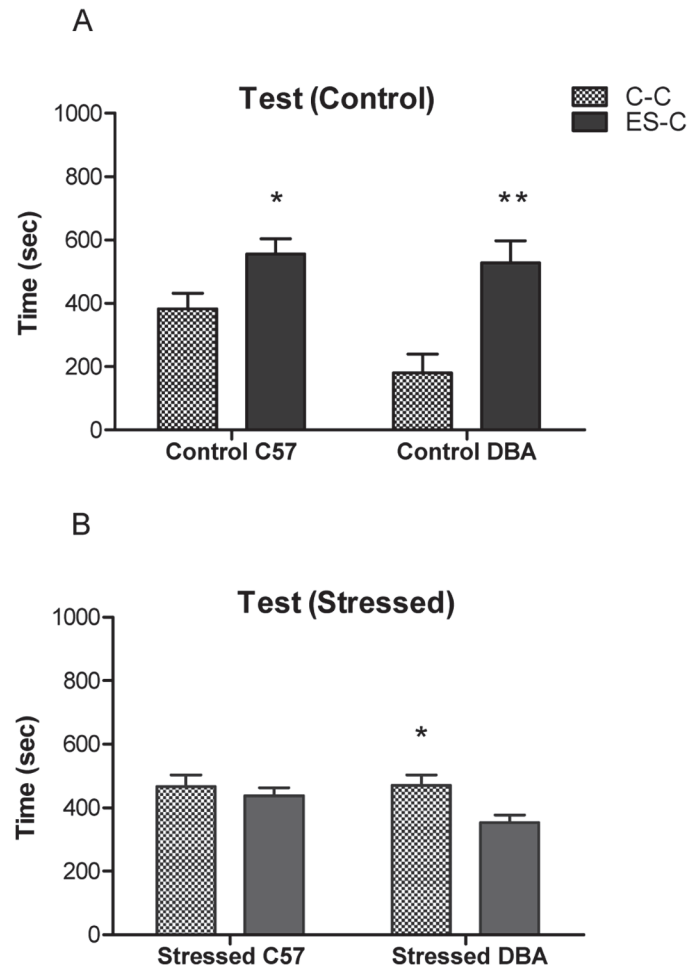 A
Test (Control)
C-C
ES-C
1000
800
600
400
200
0
Time (sec)
*
**
Control C57
Control DBA
B
Test (Stressed)
1000
800
600
400
200
0
Time (sec)
*
Stressed C57
Stressed DBA